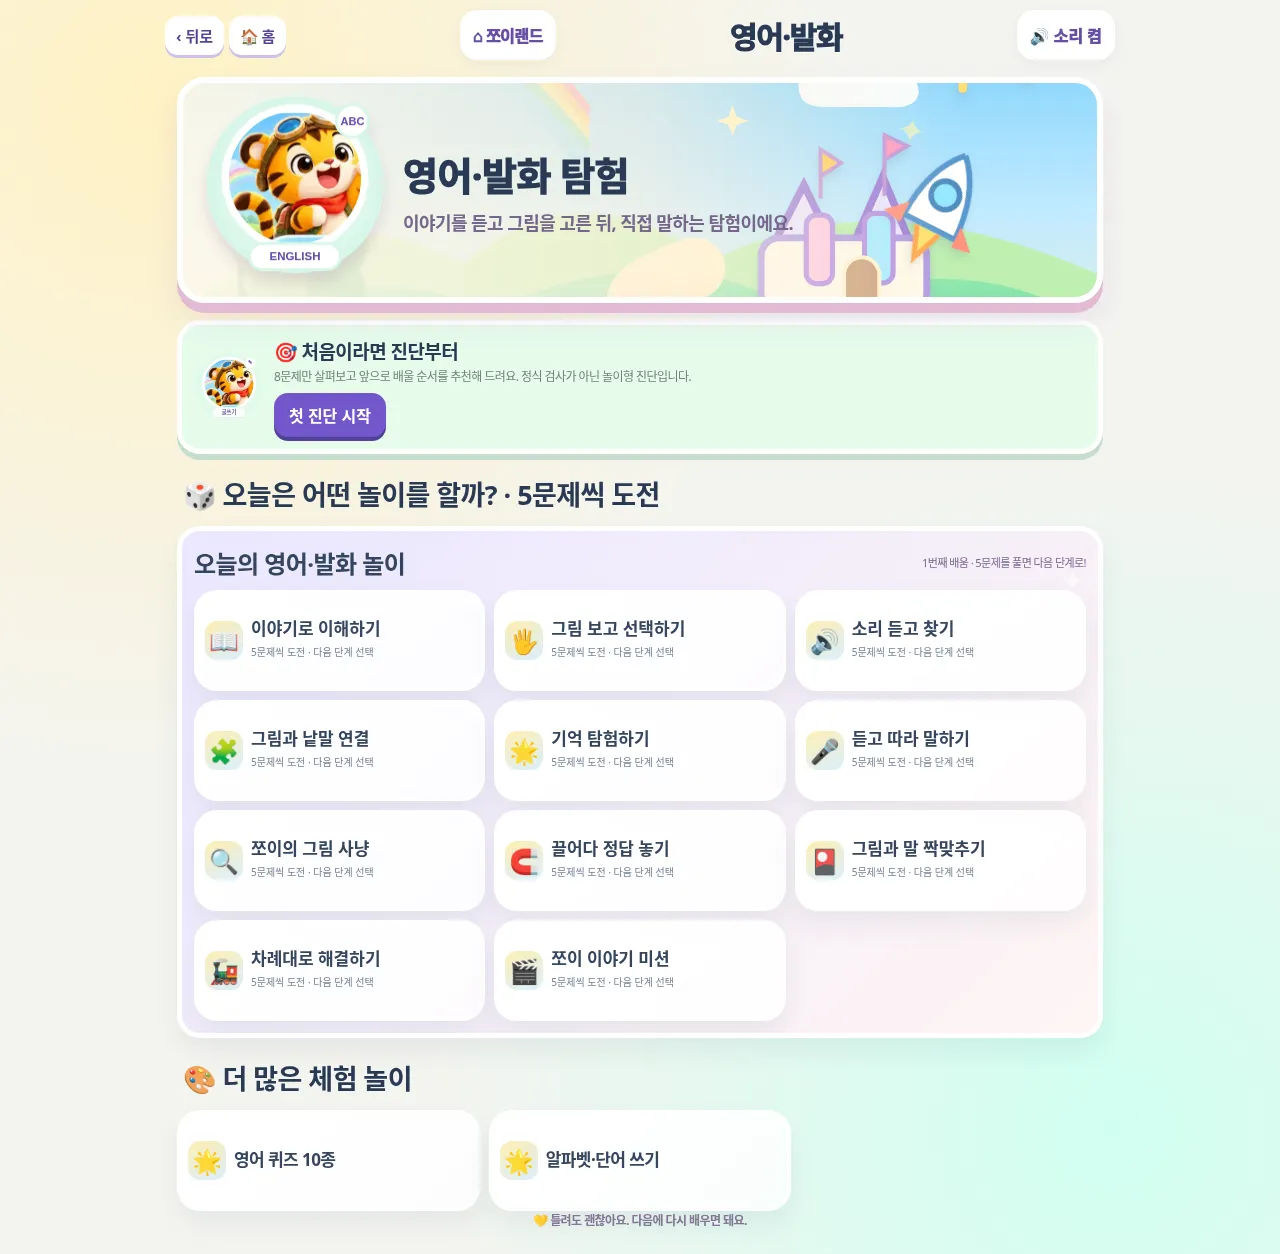 ‹ 뒤로
🏠 홈
⌂ 쪼이랜드
영어·발화
🔊 소리 켬
ABC
ENGLISH
영어·발화 탐험
이야기를 듣고 그림을 고른 뒤, 직접 말하는 탐험이에요.
글쓰기
🎯 처음이라면 진단부터
8문제만 살펴보고 앞으로 배울 순서를 추천해 드려요. 정식 검사가 아닌 놀이형 진단입니다.
첫 진단 시작
🎲 오늘은 어떤 놀이를 할까? · 5문제씩 도전
오늘의 영어·발화 놀이
1번째 배움 · 5문제를 풀면 다음 단계로!
이야기로 이해하기
5문제씩 도전 · 다음 단계 선택
그림 보고 선택하기
5문제씩 도전 · 다음 단계 선택
소리 듣고 찾기
5문제씩 도전 · 다음 단계 선택
그림과 낱말 연결
5문제씩 도전 · 다음 단계 선택
기억 탐험하기
5문제씩 도전 · 다음 단계 선택
듣고 따라 말하기
5문제씩 도전 · 다음 단계 선택
쪼이의 그림 사냥
5문제씩 도전 · 다음 단계 선택
끌어다 정답 놓기
5문제씩 도전 · 다음 단계 선택
그림과 말 짝맞추기
5문제씩 도전 · 다음 단계 선택
차례대로 해결하기
5문제씩 도전 · 다음 단계 선택
쪼이 이야기 미션
5문제씩 도전 · 다음 단계 선택
🎨 더 많은 체험 놀이
영어 퀴즈 10종
알파벳·단어 쓰기
💛 틀려도 괜찮아요. 다음에 다시 배우면 돼요.